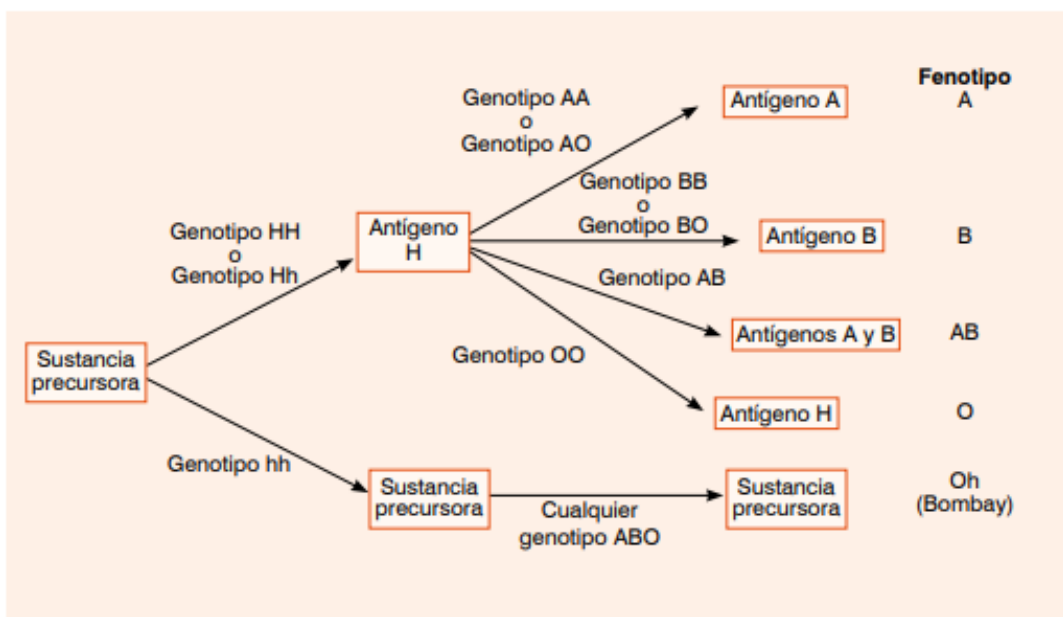 Fenotipo
Genotipo AA
o
Genotipo AO
Antígeno A
A
Genotipo BB
o
Genotipo BO
Antígeno B
B
Genotipo HH
o
Genotipo Hh
Antígeno
H
Genotipo AB
Antígenos A y B
AB
Sustancia
precursora
Genotipo OO
Antígeno H
O
Genotipo hh
Sustancia
precursora
Cualquier
genotipo ABO
Sustancia
precursora
Oh
(Bombay)